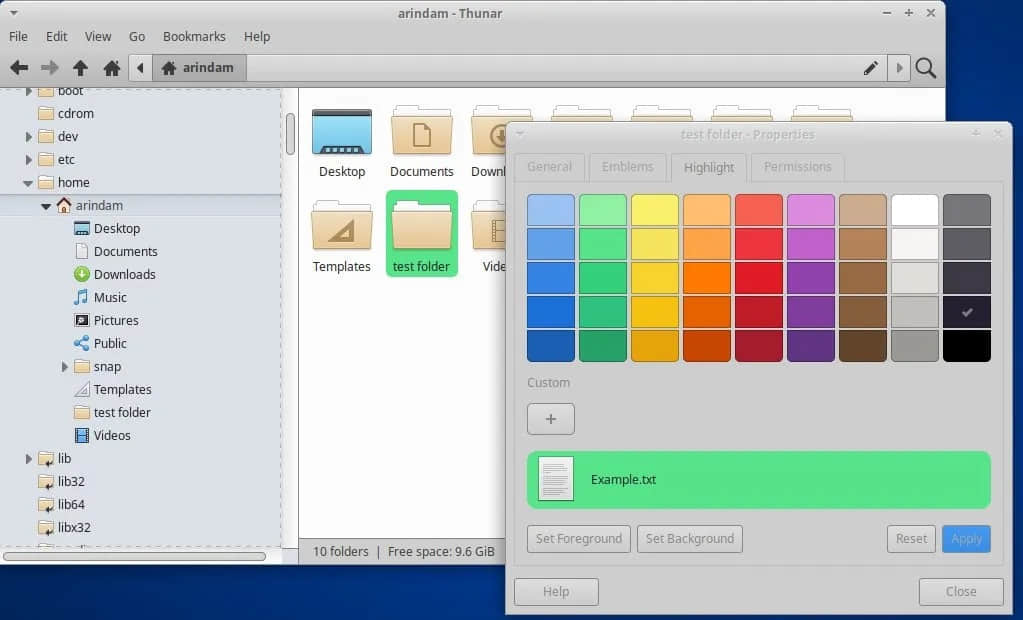 arindam - Thunar
File Edit View Go Bookmarks Help
arindam
boot
cdrom
dev
etc
home
arindam
Desktop
Documents
Downloads
Music
Pictures
Public
snap
Templates
test folder
Videos
lib
lib32
lib64
libx32
Desktop Documents Downl
Templates test folder Vide
10 folders | Free space: 9.6 GiB
test folder - Properties
General Emblems Highlight Permissions
Custom
Example.txt
Set Foreground Set Background Reset Apply
Help Close